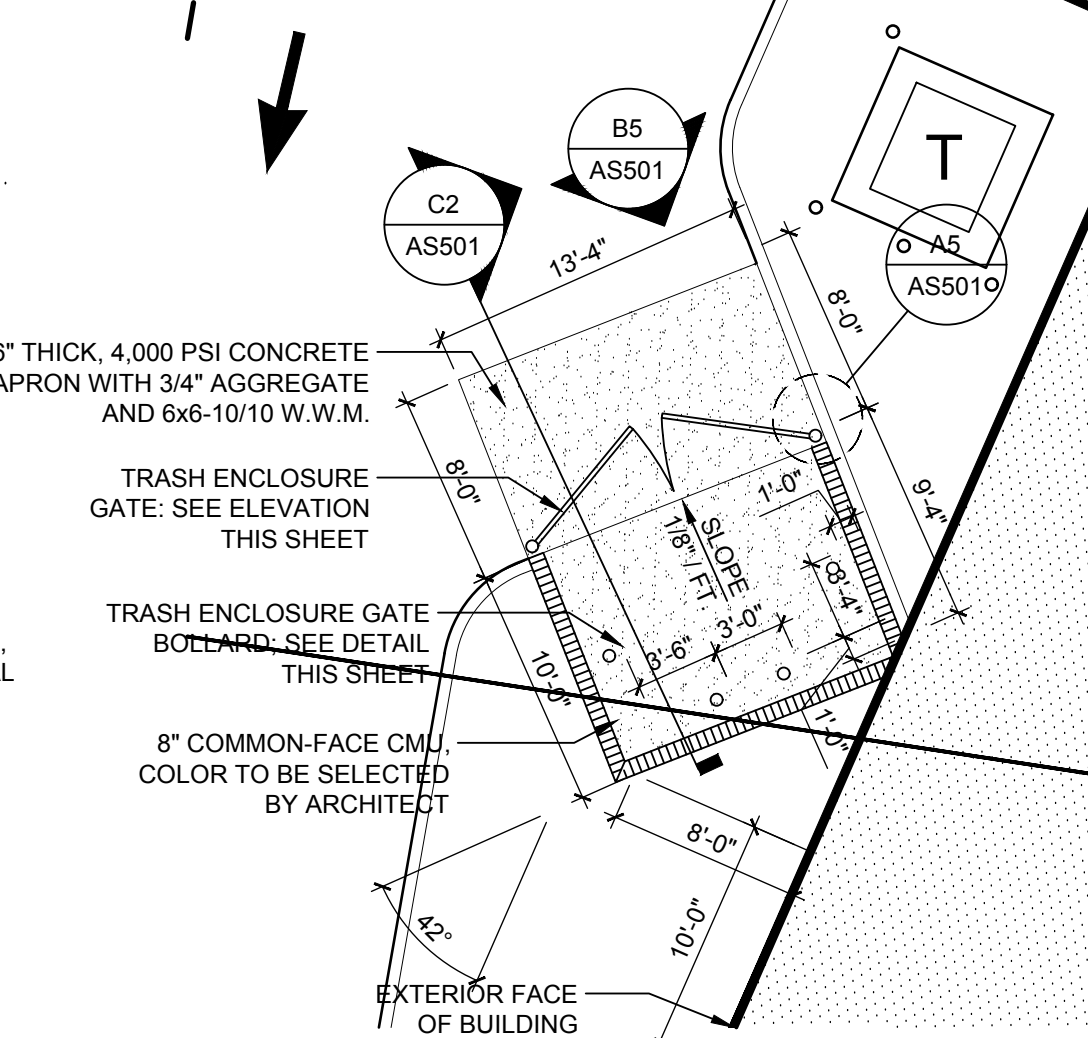 B5
AS501
C2
AS501
T
A5
AS501
13'-4"
8'-0"
6" THICK, 4,000 PSI CONCRETE
APRON WITH 3/4" AGGREGATE
AND 6x6-10/10 W.W.M.
8'-0"
TRASH ENCLOSURE
GATE: SEE ELEVATION
THIS SHEET
1'-0"
9'-4"
SLOPE
1/8" / FT.
3'-4"
TRASH ENCLOSURE GATE
BOLLARD; SEE DETAIL
THIS SHEET
3'-0"
3'-6"
10'-0"
1'-0"
8" COMMON-FACE CMU,
COLOR TO BE SELECTED
BY ARCHITECT
8'-0"
42°
10'-0"
EXTERIOR FACE
OF BUILDING